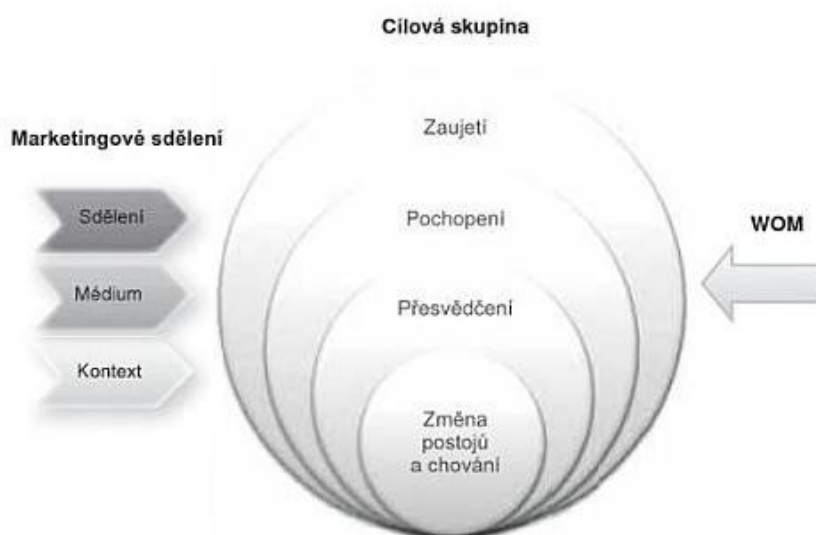 Cílová skupina
Marketingové sdělení
Sdělení
Médium
Kontext
Zaujetí
Pochopení
Přesvědčení
Změna
postojů
a chování
WOM